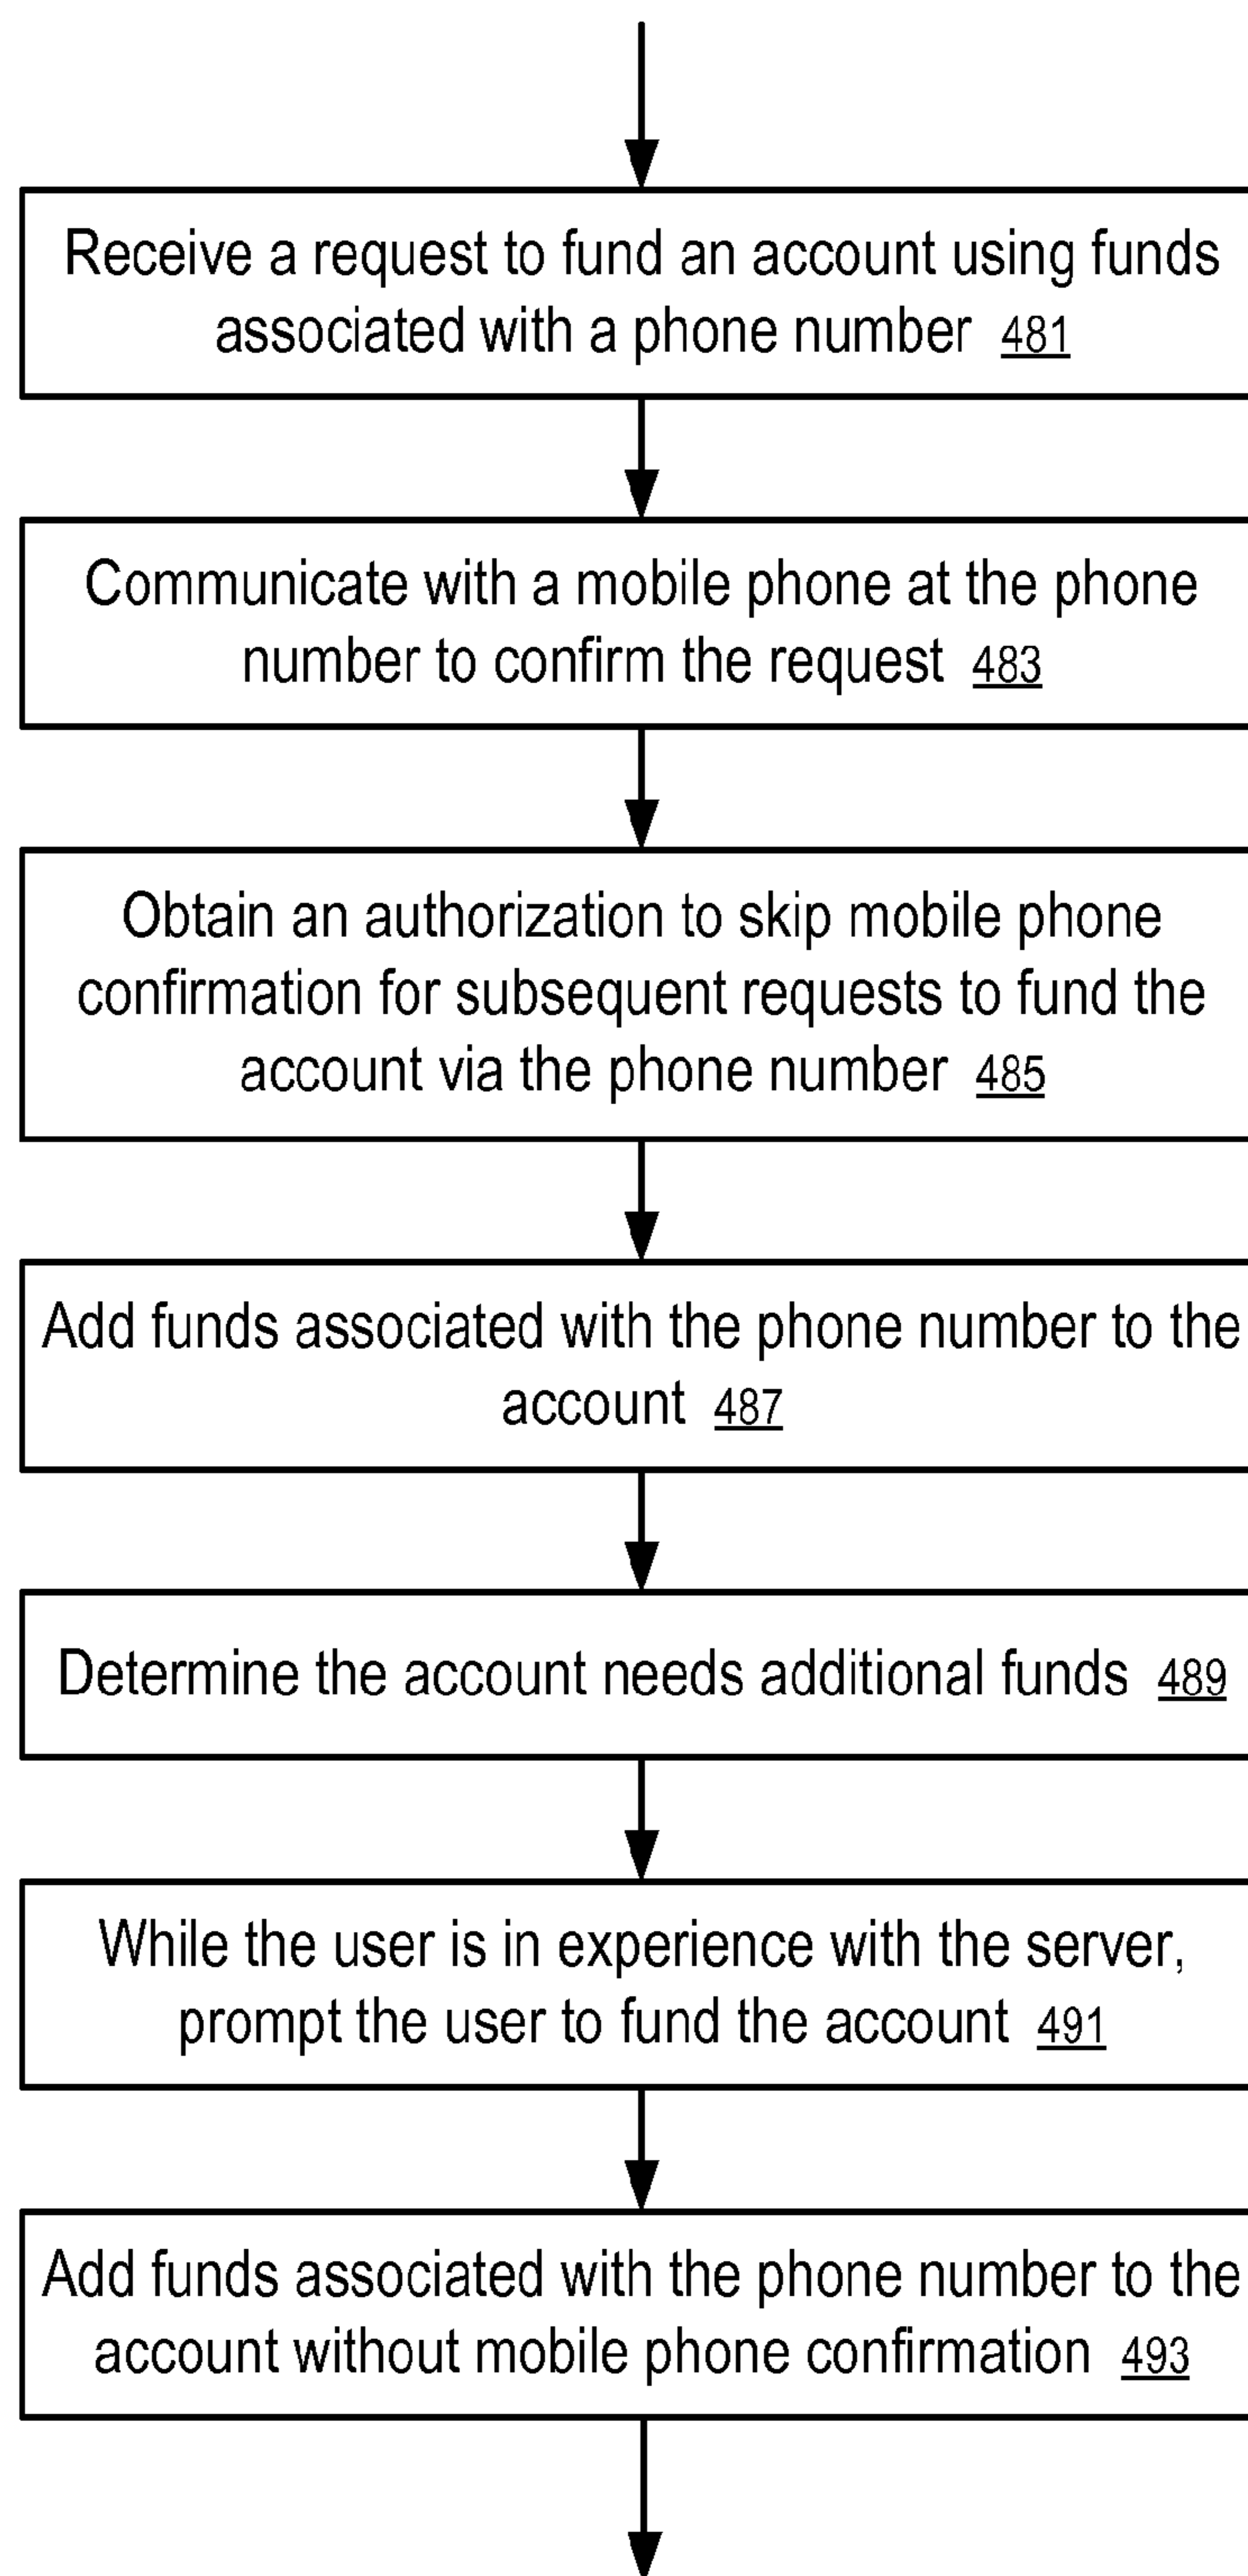 Receive a request to fund an account using funds
associated with a phone number 481
Communicate with a mobile phone at the phone
number to confirm the request 483
Obtain an authorization to skip mobile phone
confirmation for subsequent requests to fund the
account via the phone number 485
Add funds associated with the phone number to the
account 487
Determine the account needs additional funds 489
While the user is in experience with the server,
prompt the user to fund the account 491
Add funds associated with the phone number to the
account without mobile phone confirmation 493